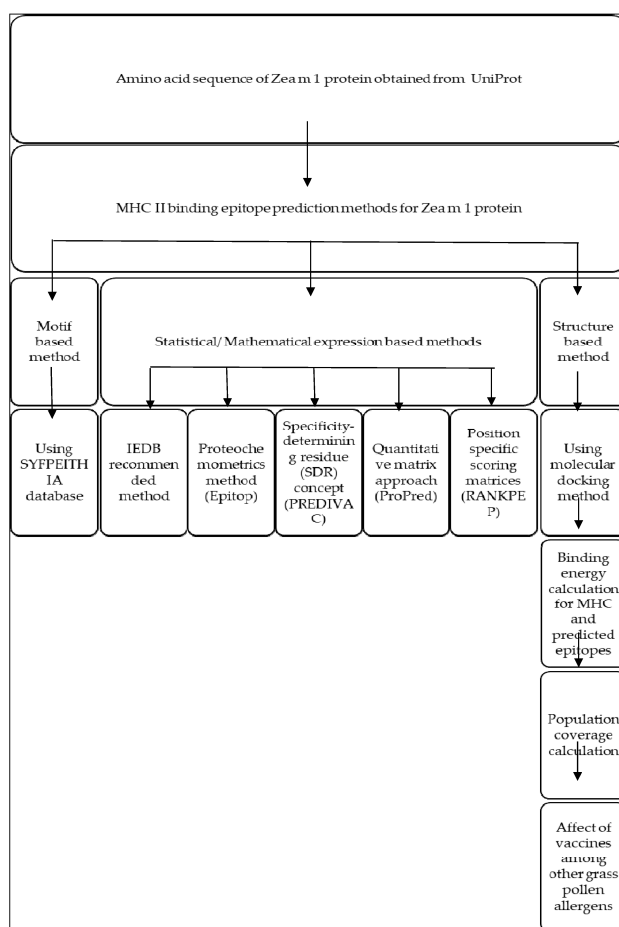 Amino acid sequence of Zea m 1 protein obtained from UniProt
MHC II binding epitope prediction methods for Zea m 1 protein
Motif
based
method
Statistical/ Mathematical expression based methods
Structure
based
method
Using
SYFPEITH
IA
database
IEDB
recommen
ded
method
Proteoche
mometrics
method
(Epitop)
Specificity-
determinin
g residue
(SDR)
concept
(PREDIVA
C)
Quantitati
ve matrix
approach
(ProPred)
Position
specific
scoring
matrices
(RANKPE
P)
Using
molecular
docking
method
Binding
energy
calculation
for MHC
and
predicted
epitopes
Population
coverage
calculation
Affect of
vaccines
among
other grass
pollen
allergens